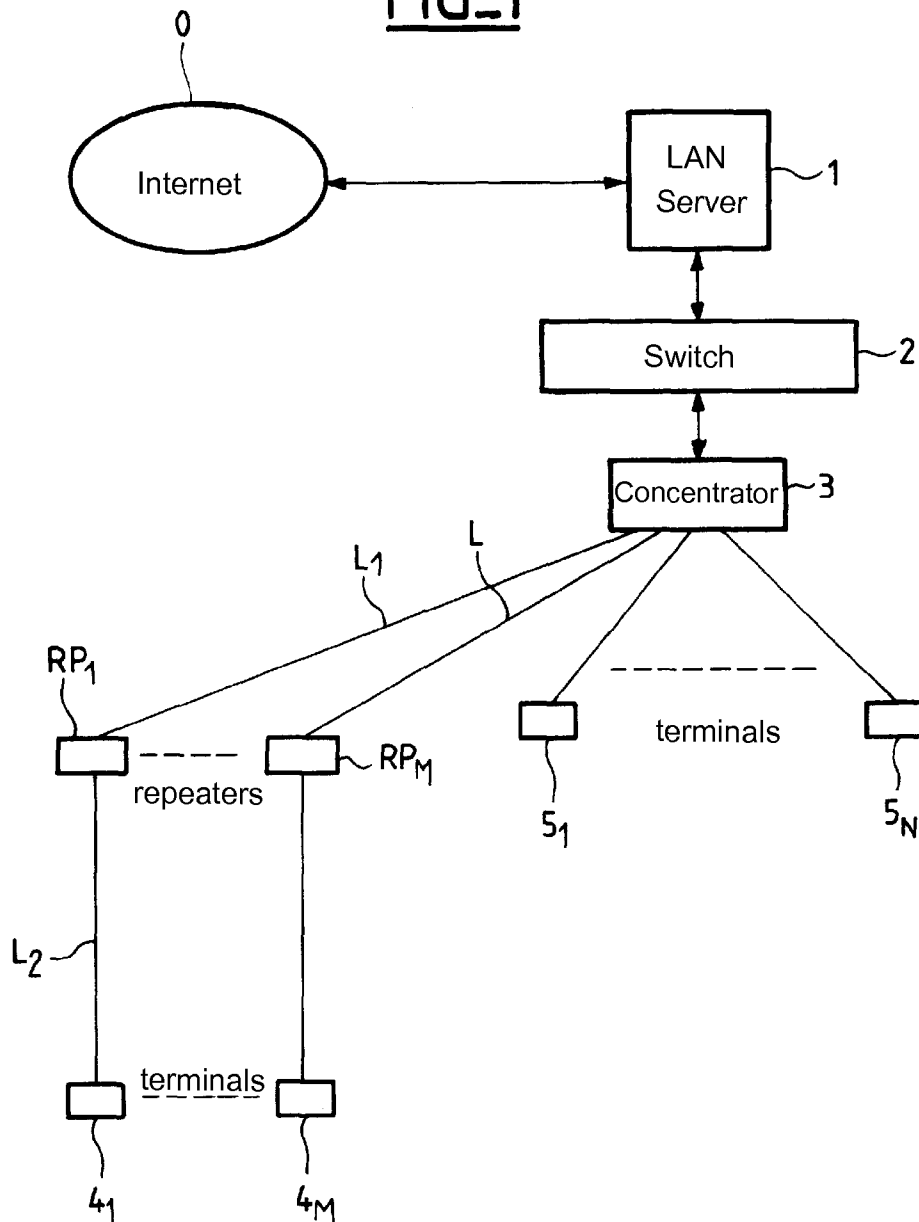 FIG_1
0
Internet
LAN
Server
1
Switch
2
Concentrator
3
L1
L
RP1
repeaters
RPM
terminals
51
5N
L2
terminals
41
4M